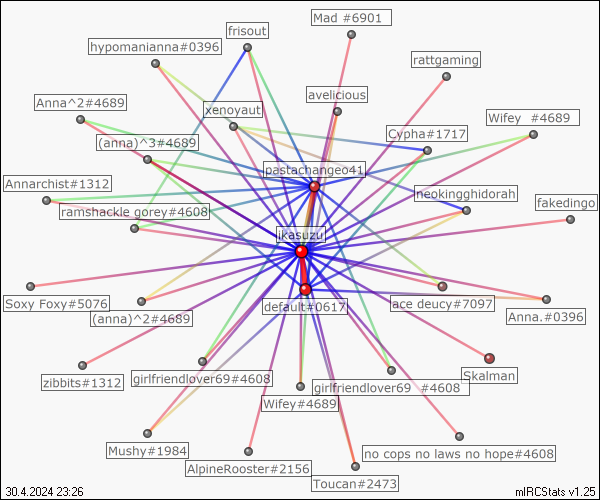 Mad #6901
frisout
hypomanianna#0396
rattgaming
avelicious
Anna^2#4689
xenoyaut
Wifey #4689
Cypha#1717
(anna)^3#4689
pastachangeo41
Annarchist#1312
neokingghidorah
ramshackle gorey#4608
fakedingo
ikasuzu
Soxy Foxy#5076
default#0617
ace deucy#7097
(anna)^2#4689
Anna.#0396
zibbits#1312
girlfriendlover69#4608
girlfriendlover69 #4608
Skalman
Wifey#4689
Mushy#1984
no cops no laws no hope#4608
AlpineRooster#2156
Toucan#2473
30.4.2024 23:26
mIRCStats v1.25